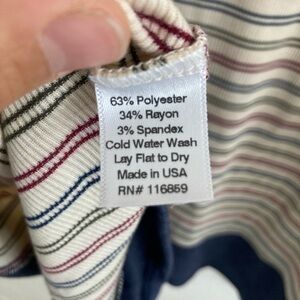 63% Polyester
34% Rayon
3% Spandex
Cold Water Wash
Lay Flat to Dry
Made in USA
RN# 116859